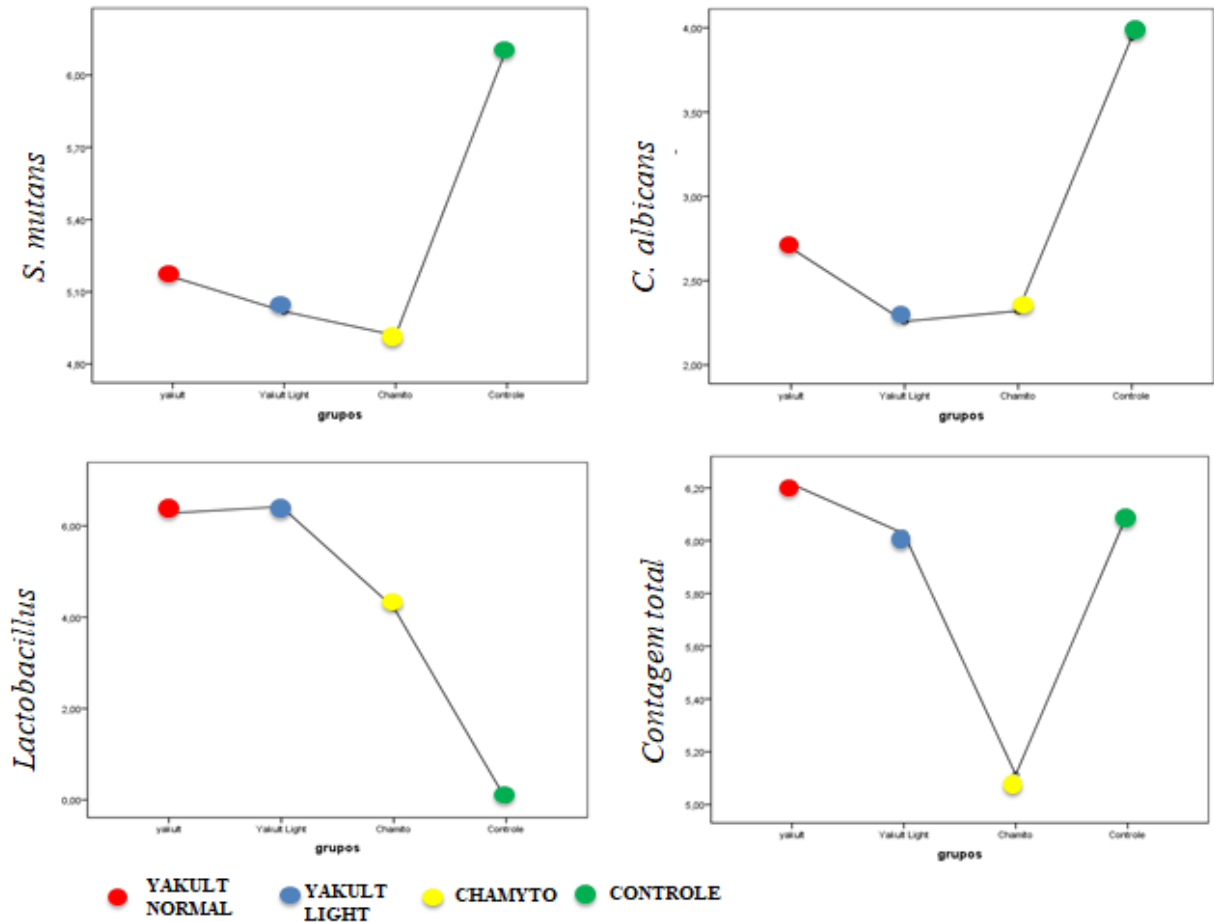 S. mutans
6,00
5,70
5,40
5,10
4,80
yakult
Yakult Light
Chamito
Controle
grupos
C. albicans
4,00
3,50
3,00
2,50
2,00
yakult
Yakult Light
Chamito
Controle
grupos
Lactobacillus
6,00
4,00
2,00
0,00
yakult
Yakult Light
Chamito
Controle
grupos
Contagem total
6,20
6,00
5,80
5,60
5,40
5,20
5,00
yakult
Yakult Light
Chamito
Controle
grupos
YAKULT
NORMAL
YAKULT
LIGHT
CHAMYTO
CONTROLE